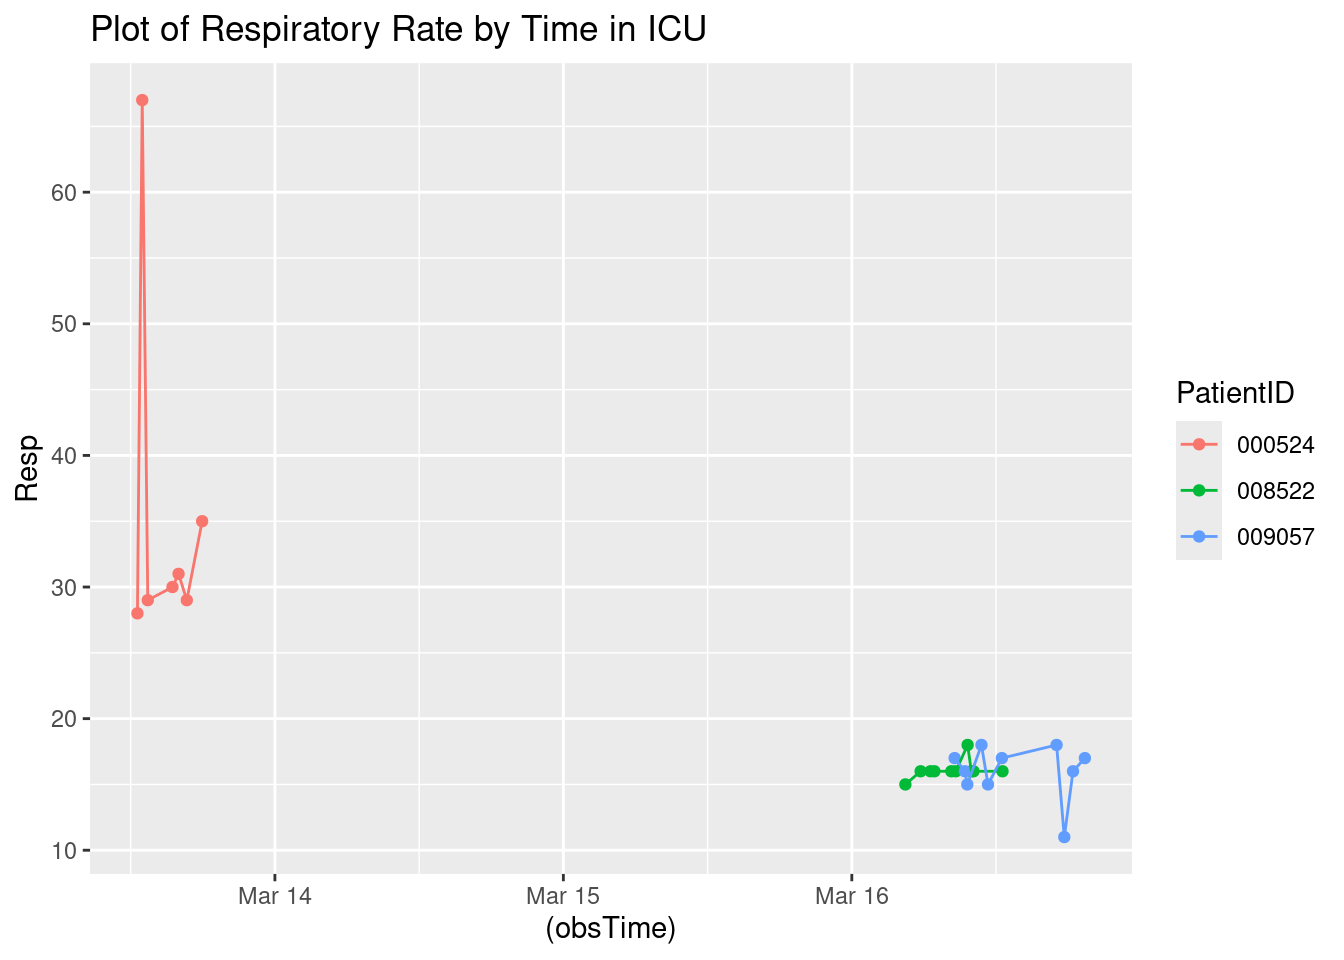 Plot of Respiratory Rate by Time in ICU
60
50
40
30
20
10
Resp
Mar 14 Mar 15 Mar 16
(obsTime)
PatientID
000524
008522
009057